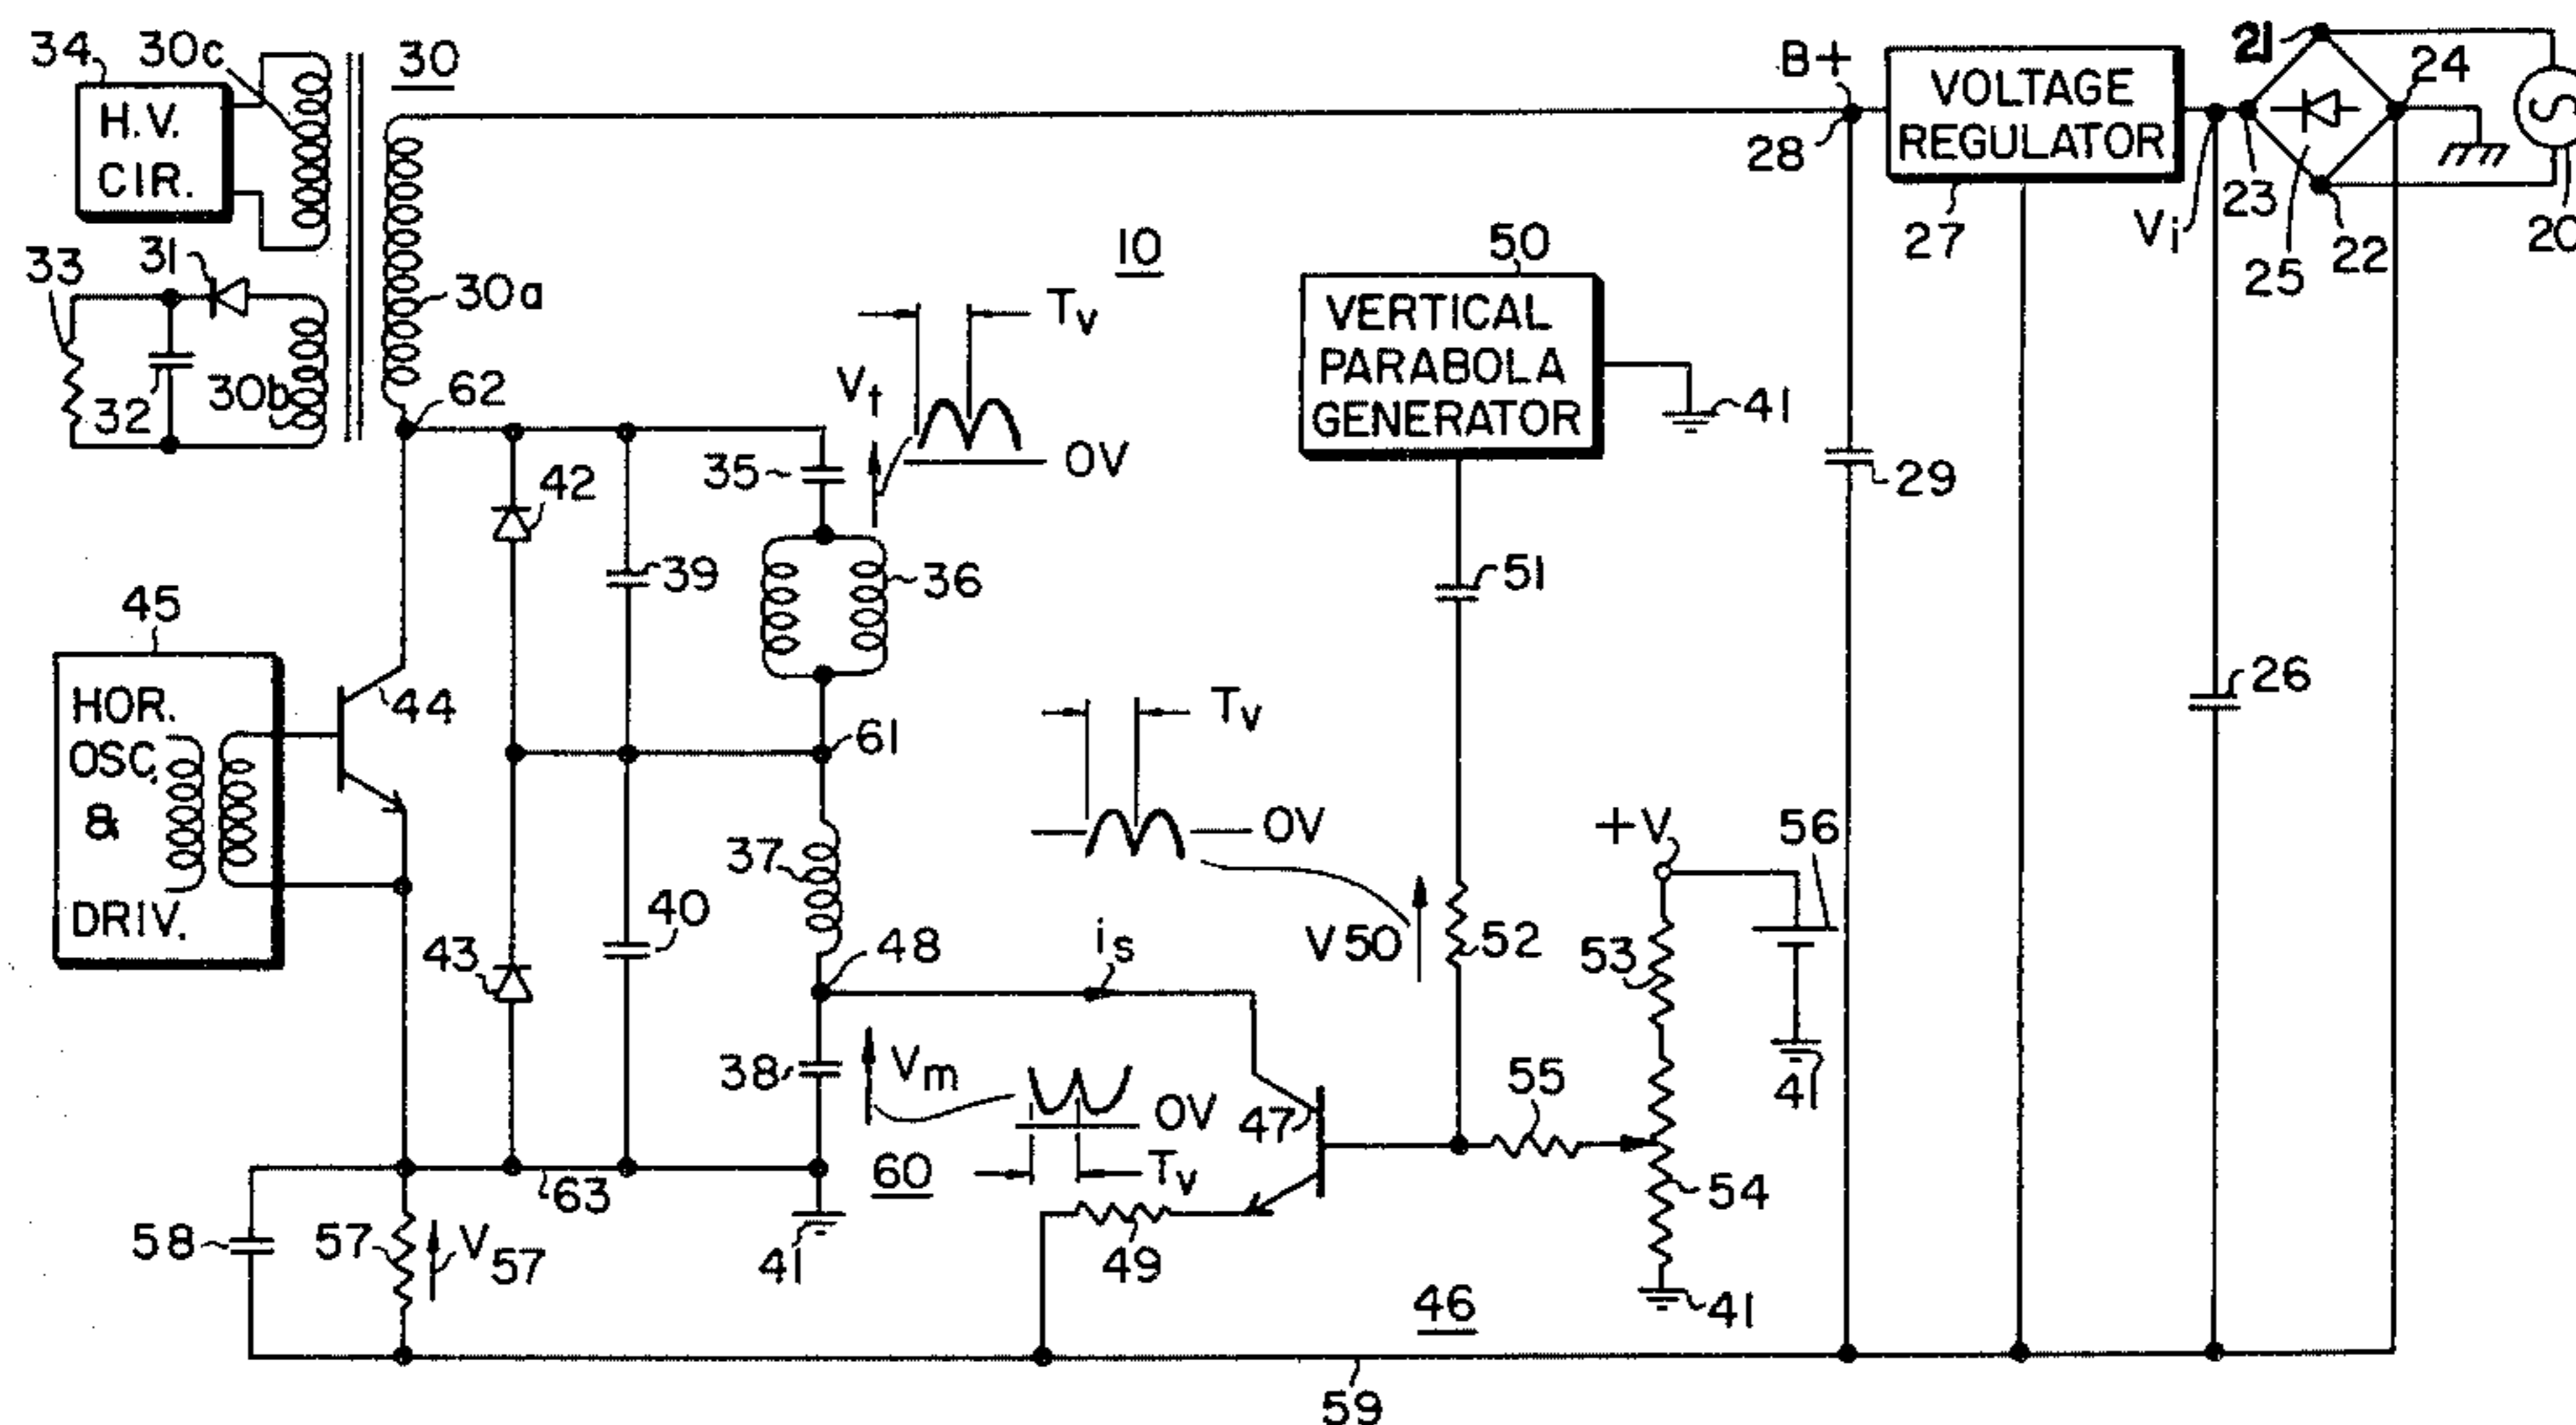 34
30c
30
H.V.
CIR.
B+
28
VOLTAGE
REGULATOR
27
Vi
21
24
23
25
22
20
33
31
32
30b
30a
62
10
Tv
Vt
0V
50
VERTICAL
PARABOLA
GENERATOR
41
35
42
39
36
51
29
26
45
HOR.
OSC.
&
DRIV.
44
61
Tv
0V
V50
52
+V
56
53
41
37
40
43
48
is
38
Vm
0V
Tv
60
47
55
54
41
63
41
58
57
V57
49
46
59